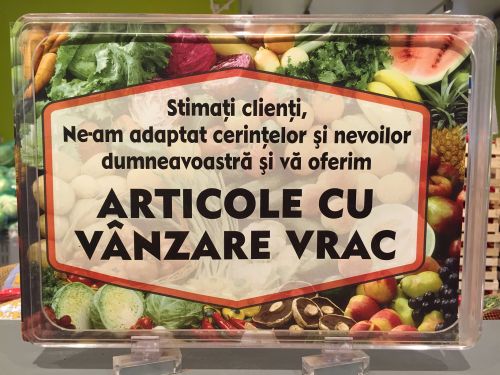 Stimați clienți,
Ne-am adaptat cerințelor și nevoilor
dumneavoastră și vă oferim
ARTICOLE CU
VÂNZARE VRAC